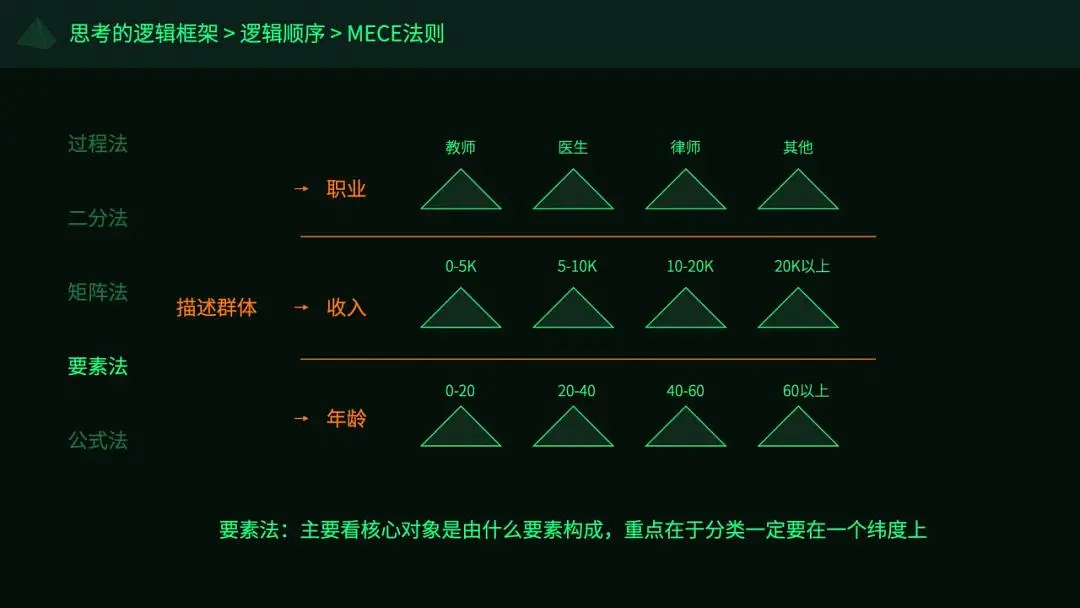 思考的逻辑框架 > 逻辑顺序 > MECE法则
过程法
二分法
矩阵法
要素法
公式法
描述群体
→ 职业
教师 医生 律师 其他
→ 收入
0-5K 5-10K 10-20K 20K以上
→ 年龄
0-20 20-40 40-60 60以上
要素法：主要看核心对象是由什么要素构成，重点在于分类一定要在一个纬度上